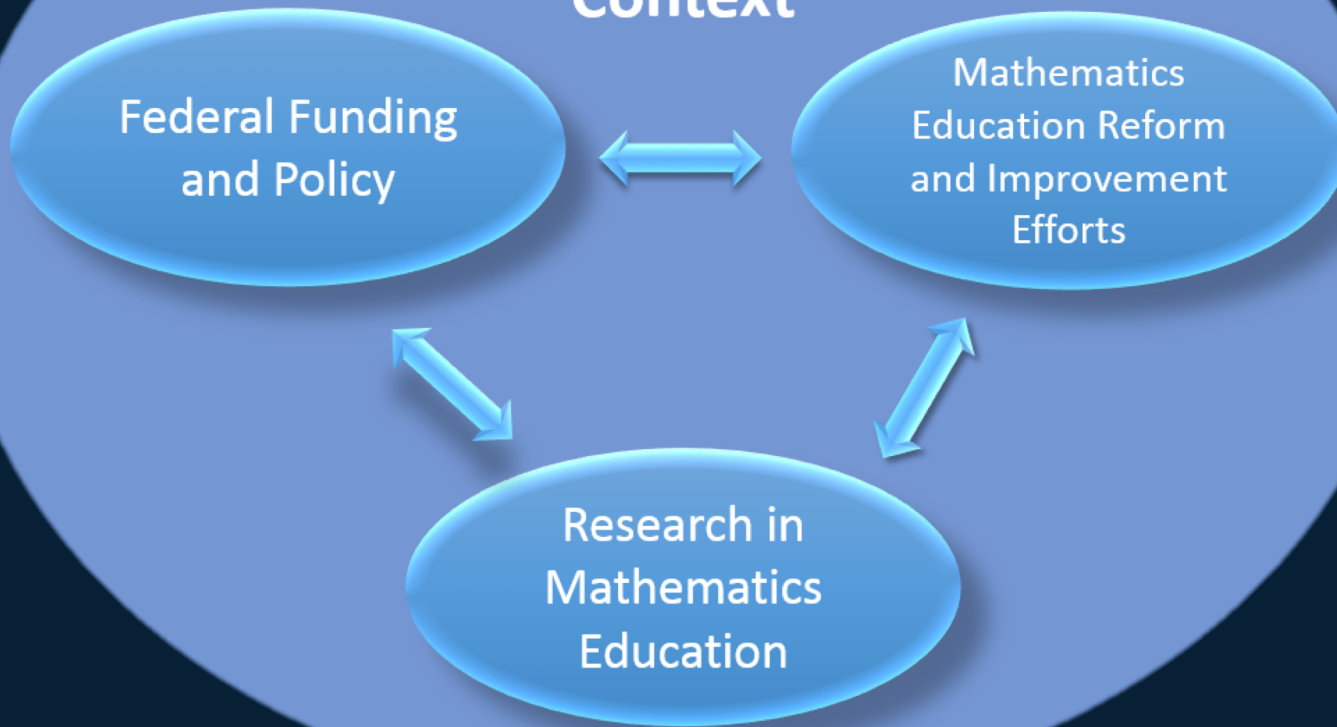 Context
Federal Funding
and Policy
Mathematics
Education Reform
and Improvement
Efforts
Research in
Mathematics
Education